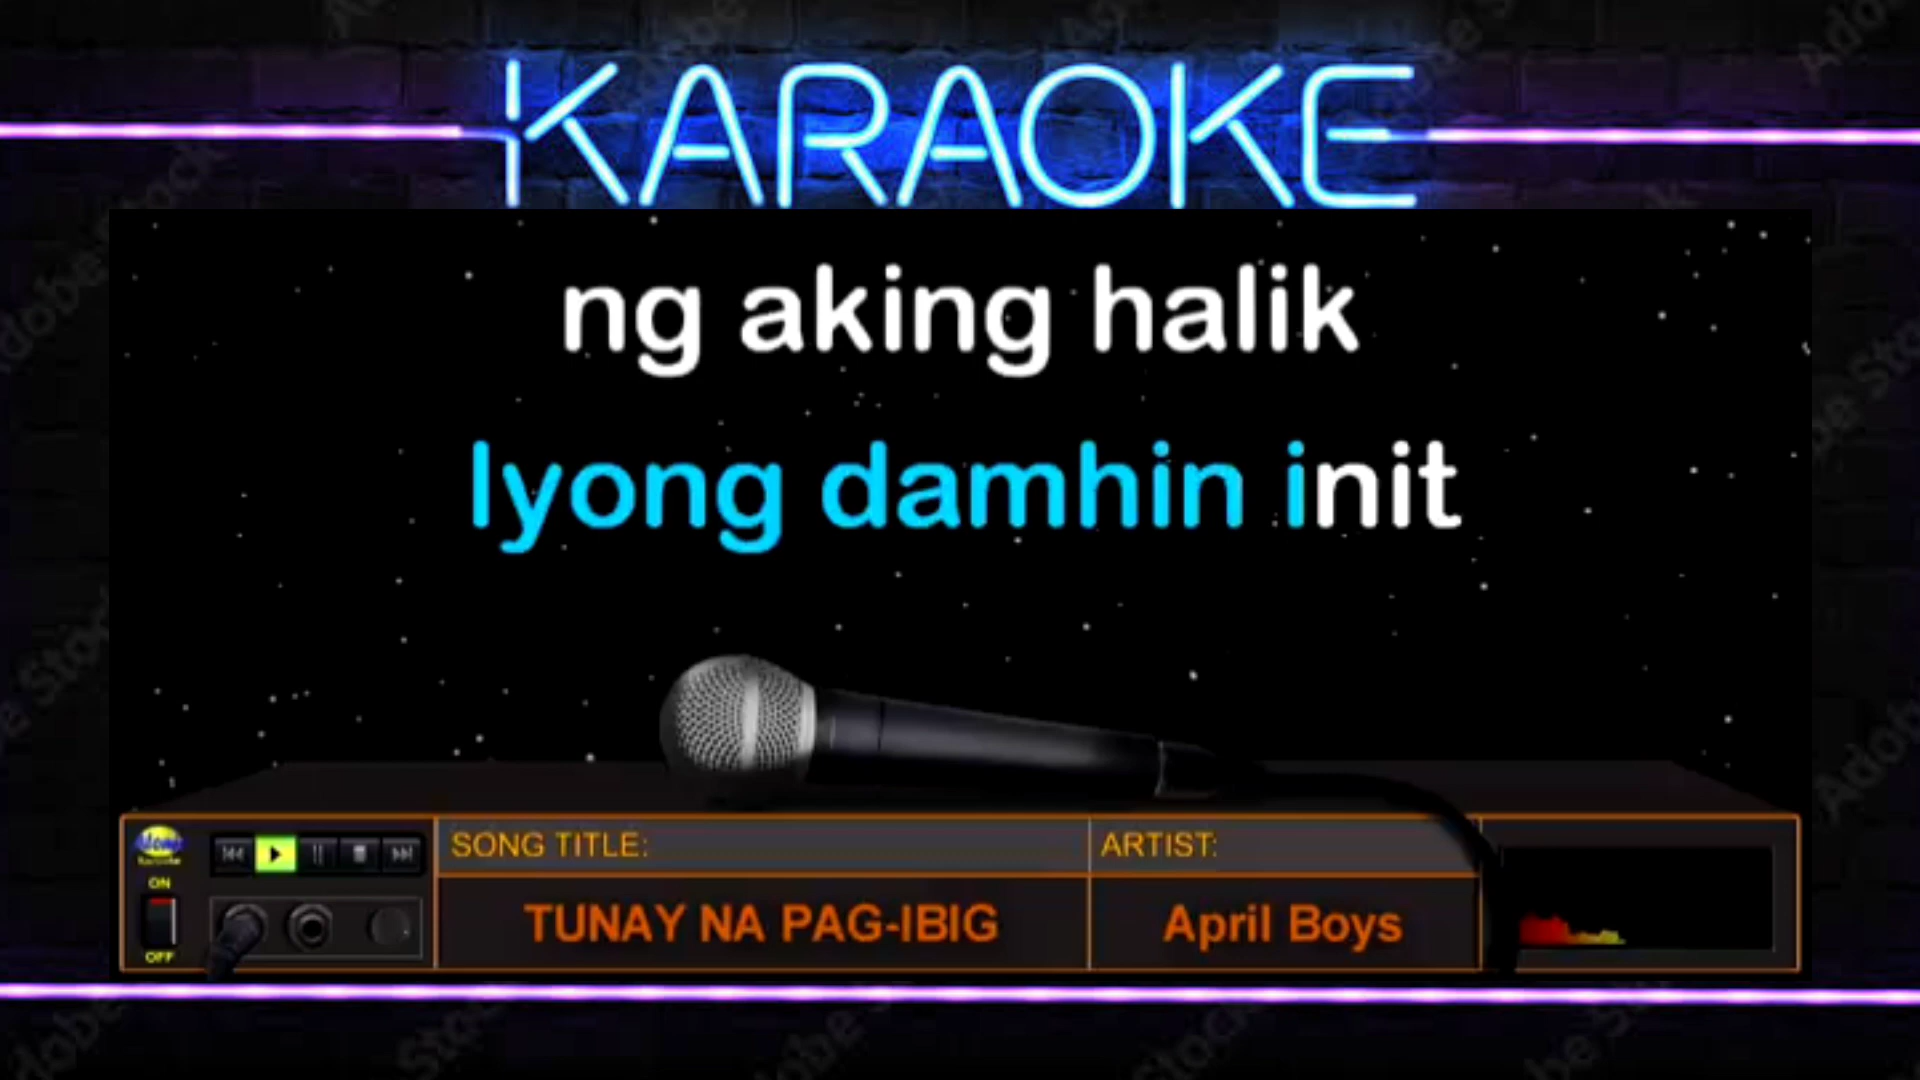 KARAOKE
ng aking halik
Iyong damhin init
SONG TITLE:
ARTIST:
TUNAY NA PAG-IBIG
April Boys
ON
OFF